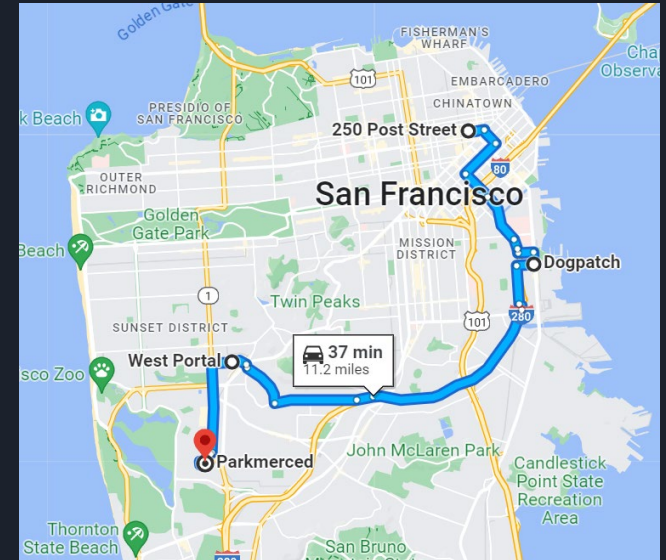 Golden Gate
FISHERMAN'S
WHARF
101
Cha
Observa
EMBARCADERO
CHINATOWN
k Beach
PRESIDIO OF
SAN FRANCISCO
250 Post Street
80
OUTER
RICHMOND
San Francisco
Golden
Gate Park
Beach
MISSION
DISTRICT
Dogpatch
1
Twin Peaks
280
101
SUNSET DISTRICT
37 min
11.2 miles
West Portal
sco Zoo
John McLaren Park
Parkmerced
Candlestick
Point State
Recreation
Area
Thornton
State Beach
San Bruno